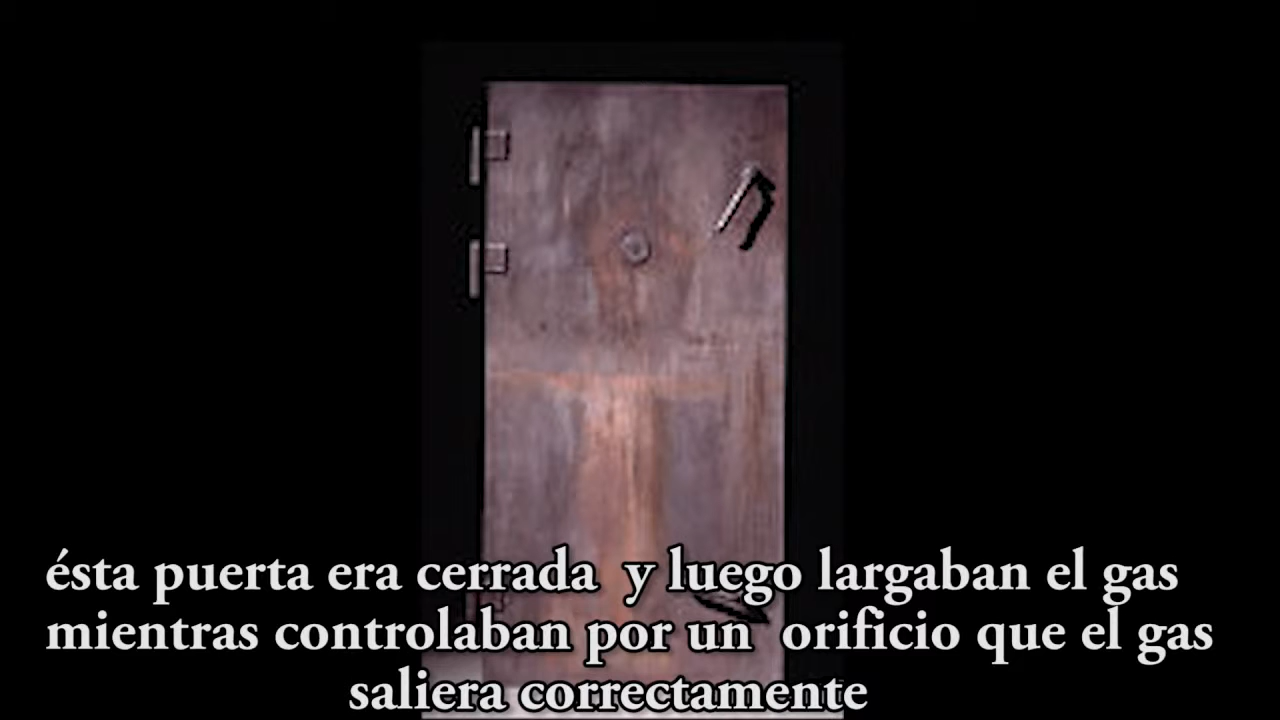 ésta puerta era cerrada y luego largaban el gas
mientras controlaban por un orificio que el gas
saliera correctamente